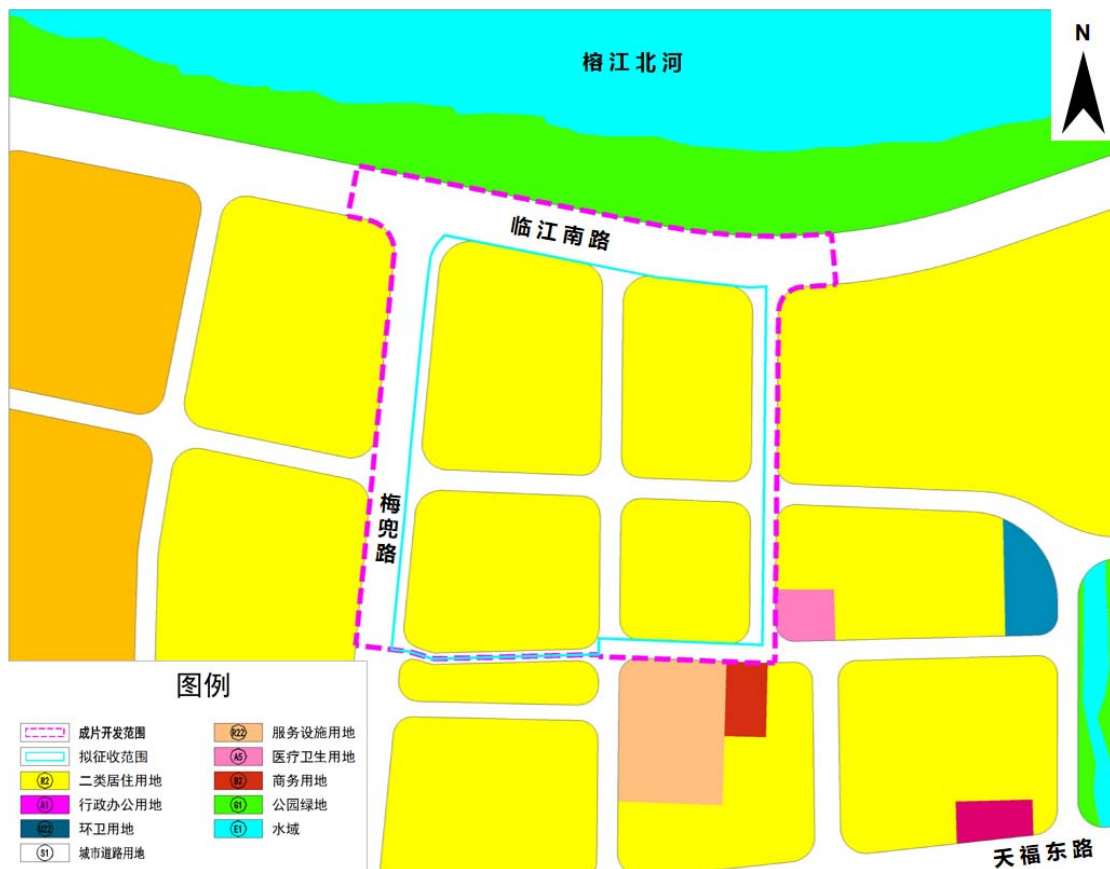 N
榕江北河
临江南路
梅兜路
天福东路
图例
成片开发范围
拟征收范围
R2 二类居住用地
A1 行政办公用地
U22 环卫用地
S1 城市道路用地
R22 服务设施用地
A5 医疗卫生用地
B2 商务用地
G1 公园绿地
E1 水域